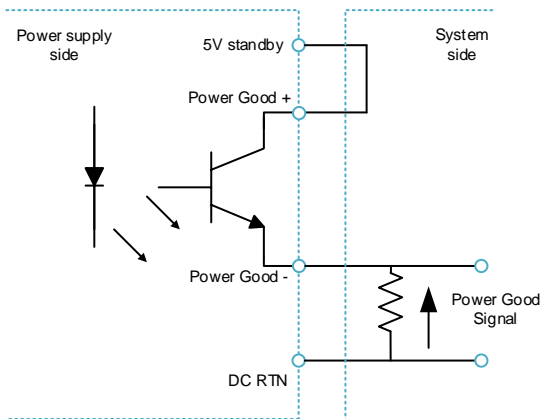 Power supply
side
5V standby
System
side
Power Good +
Power Good -
Power Good
Signal
DC RTN